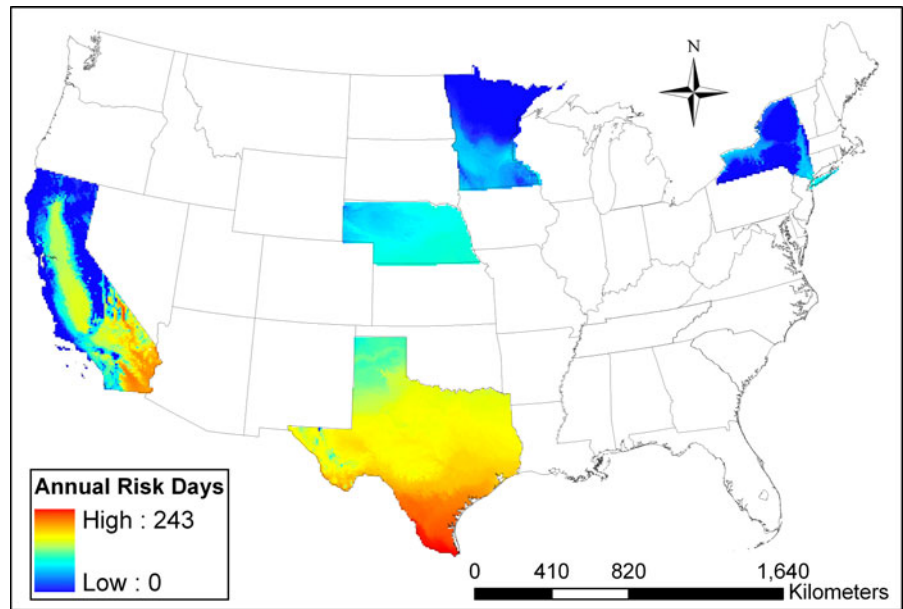 N
Annual Risk Days
High : 243
Low : 0
0 410 820 1,640
Kilometers